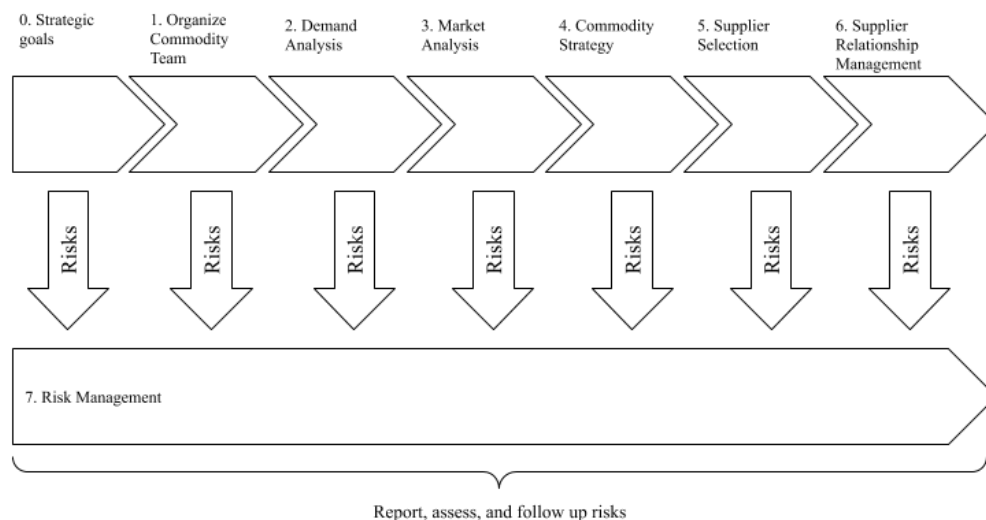 0. Strategic
goals
1. Organize
Commodity
Team
2. Demand
Analysis
3. Market
Analysis
4. Commodity
Strategy
5. Supplier
Selection
6. Supplier
Relationship
Management
Risks
Risks
Risks
Risks
Risks
Risks
Risks
7. Risk Management
Report, assess, and follow up risks